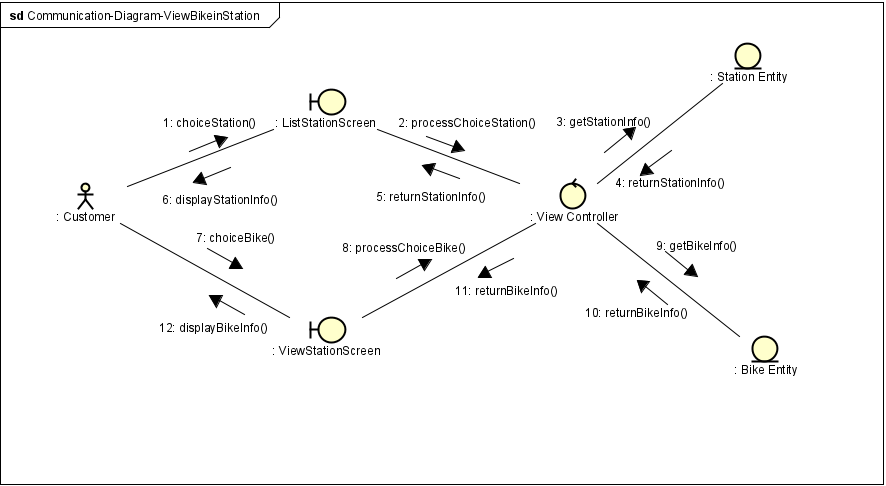 sd Communication-Diagram-ViewBikeinStation
: Station Entity
: ListStationScreen
1: choiceStation()
2: processChoiceStation()
3: getStationInfo()
4: returnStationInfo()
5: returnStationInfo()
6: displayStationInfo()
: Customer
: View Controller
7: choiceBike()
8: processChoiceBike()
9: getBikeInfo()
11: returnBikeInfo()
10: returnBikeInfo()
12: displayBikeInfo()
: ViewStationScreen
: Bike Entity